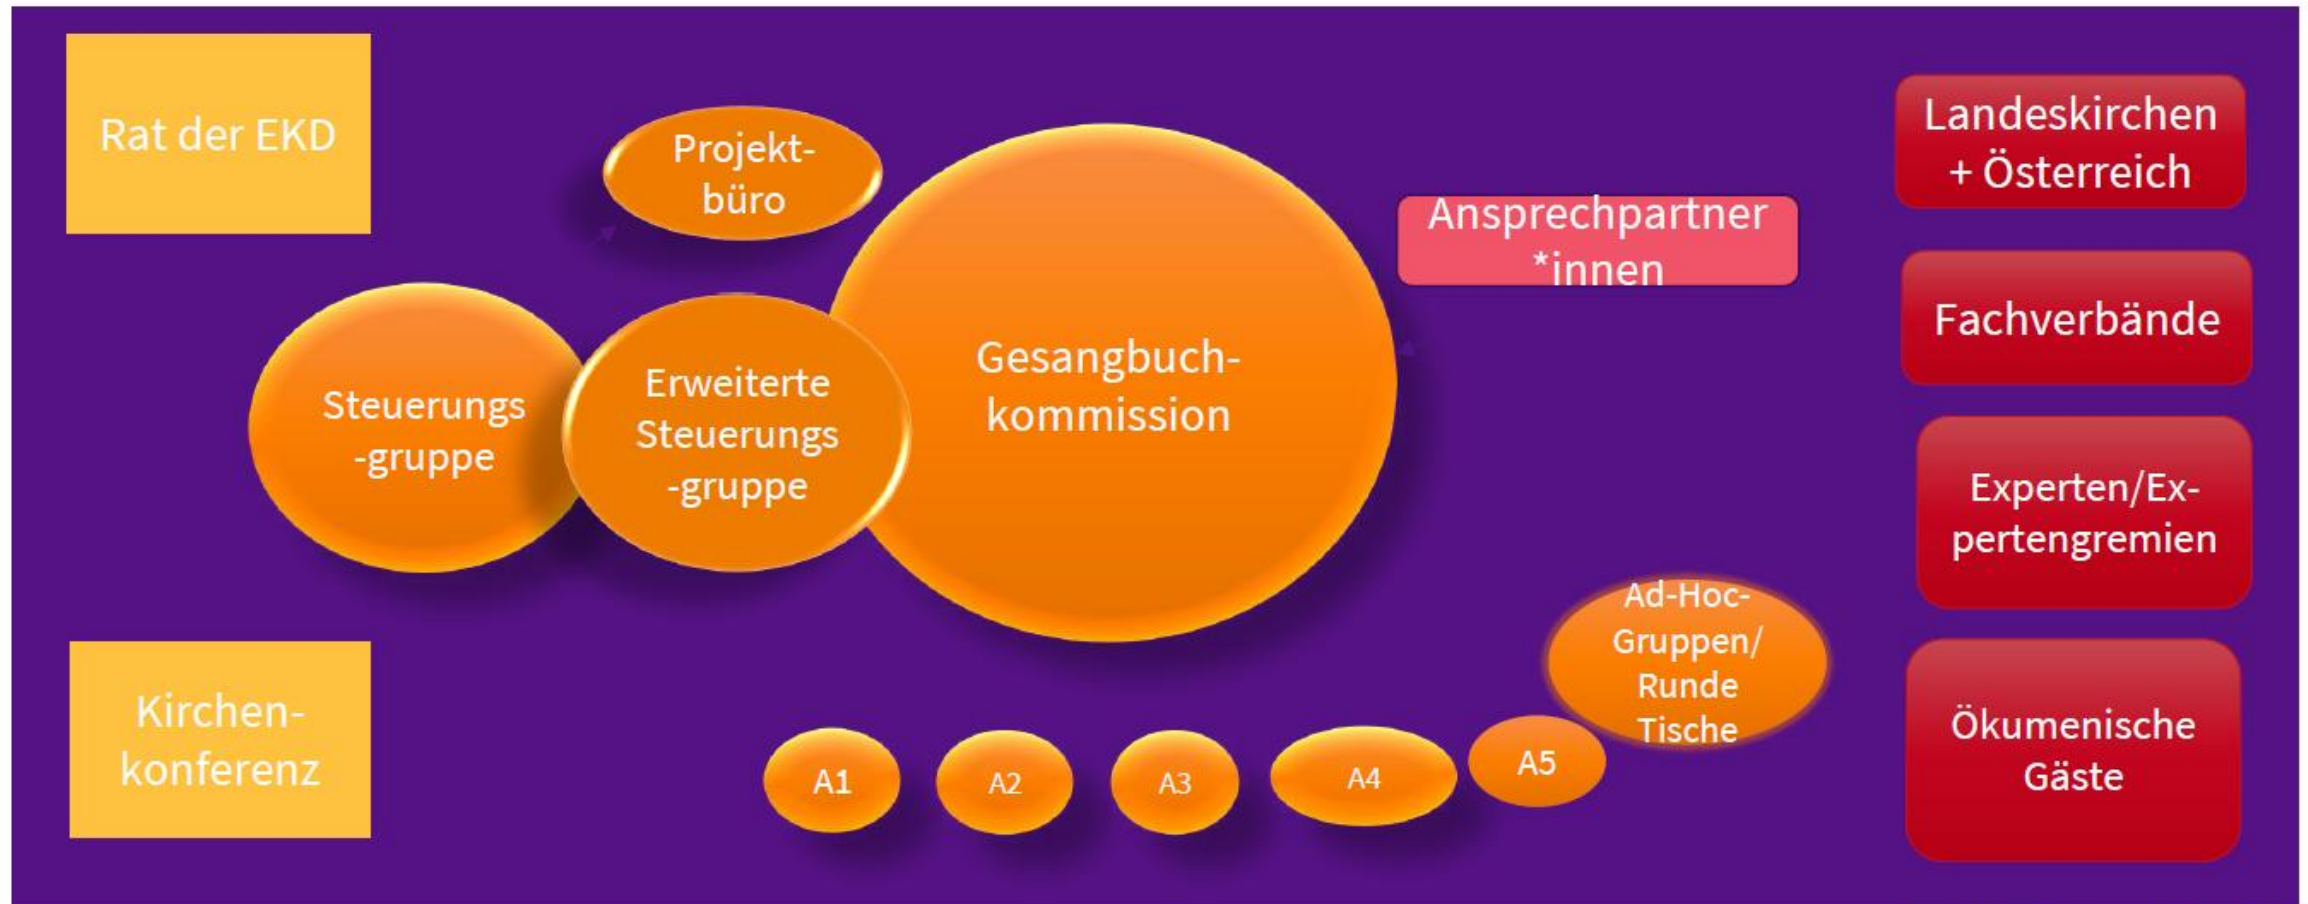 Rat der EKD
Projekt-
büro
Landeskirchen
+ Österreich
Ansprechpartner
*innen
Fachverbände
Steuerungs
-gruppe
Erweiterte
Steuerungs
-gruppe
Gesangbuch-
kommission
Experten/Ex-
pertengremien
Ad-Hoc-
Gruppen/
Runde
Tische
Kirchen-
konferenz
A1
A2
A3
A4
A5
Ökumenische
Gäste